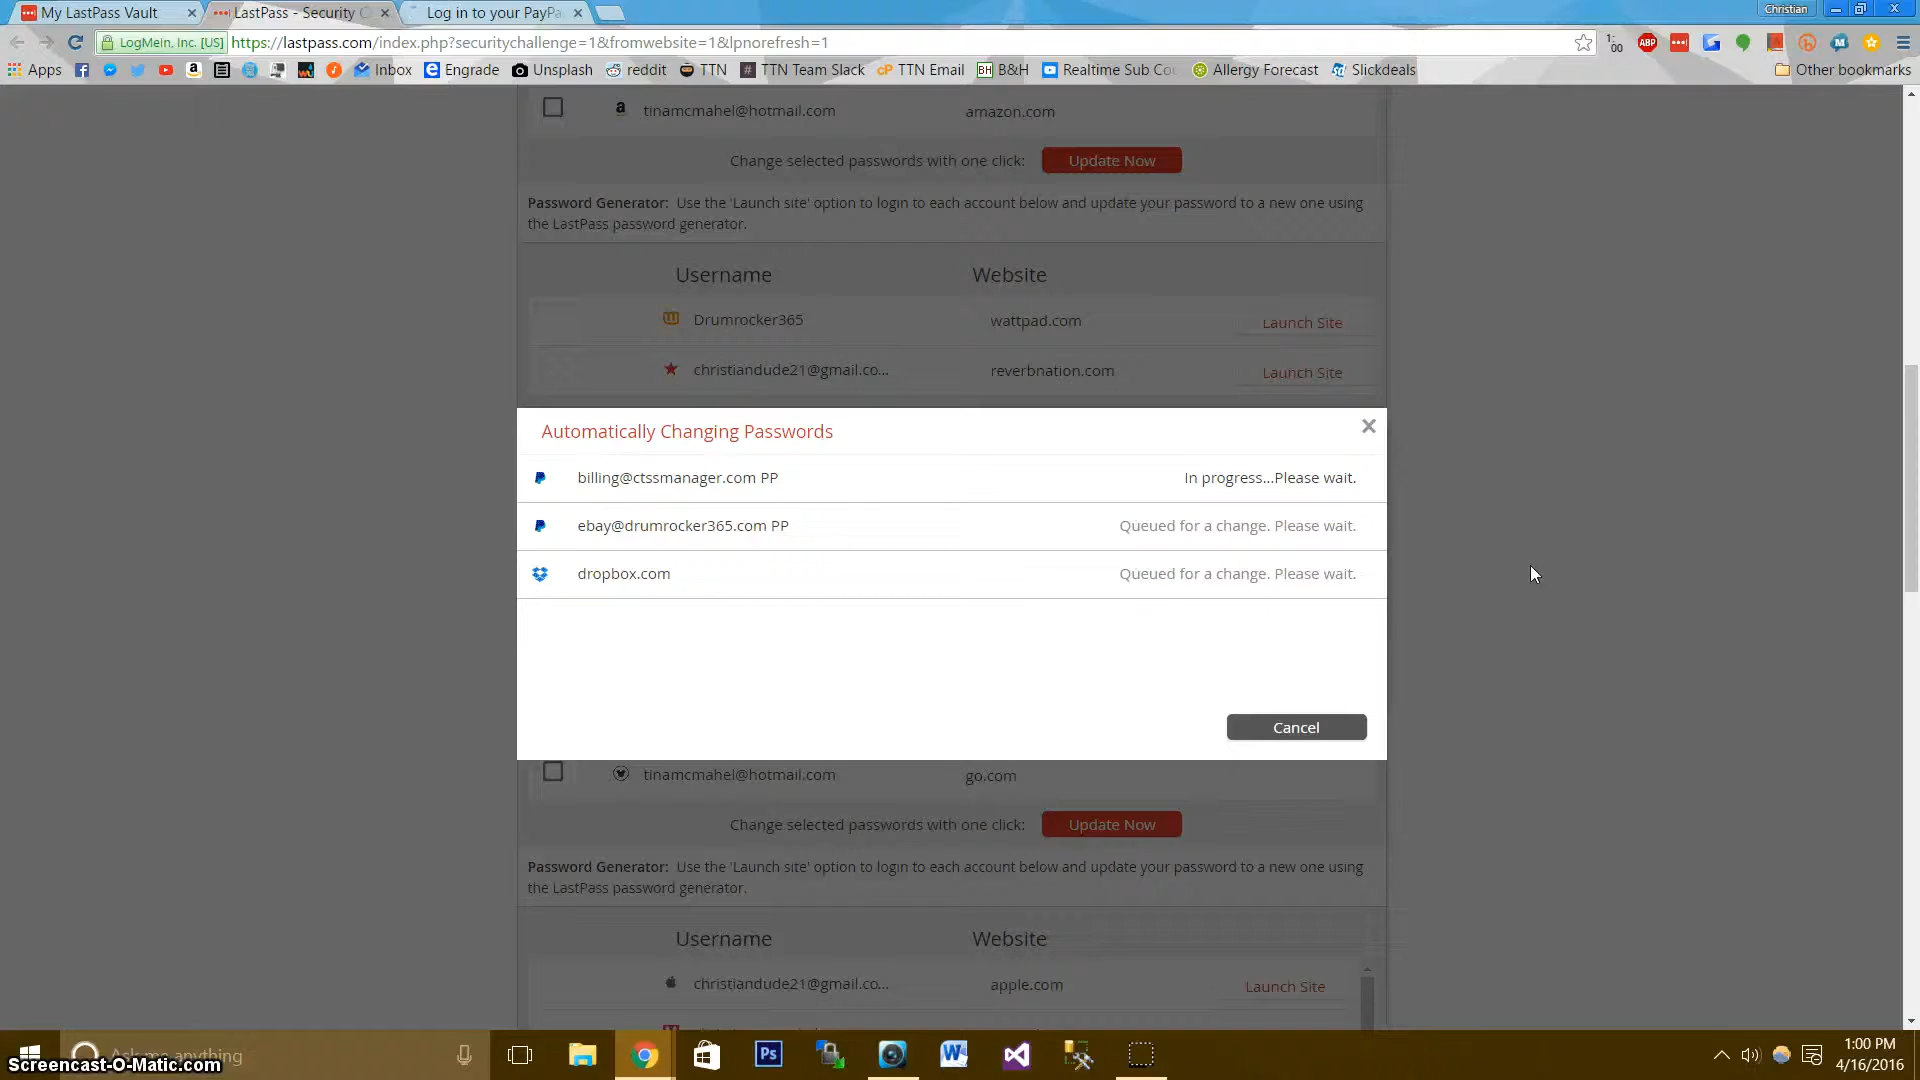 My LastPass Vault
LastPass - Security C
Log in to your PayPa
Christian
LogMeIn, Inc. [US]
https://lastpass.com/index.php?securitychallenge=1&fromwebsite=1&lpnorefresh=1
1:
00
ABP
Apps
Inbox
Engrade
Unsplash
reddit
TTN
TTN Team Slack
TTN Email
BH
B&H
Realtime Sub Cou
Allergy Forecast
Slickdeals
Other bookmarks
tinamcmahel@hotmail.com
amazon.com
Change selected passwords with one click:
Update Now
Password Generator: Use the 'Launch site' option to login to each account below and update your password to a new one using
the LastPass password generator.
Username
Website
Drumrocker365
wattpad.com
Launch Site
christiandude21@gmail.co...
reverbnation.com
Launch Site
Automatically Changing Passwords
billing@ctssmanager.com PP
In progress...Please wait.
ebay@drumrocker365.com PP
Queued for a change. Please wait.
dropbox.com
Queued for a change. Please wait.
Cancel
tinamcmahel@hotmail.com
go.com
Change selected passwords with one click:
Update Now
Password Generator: Use the 'Launch site' option to login to each account below and update your password to a new one using
the LastPass password generator.
Username
Website
christiandude21@gmail.co...
apple.com
Launch Site
Ask me anything
Screencast-O-Matic.com
Ps
1:00 PM
4/16/2016